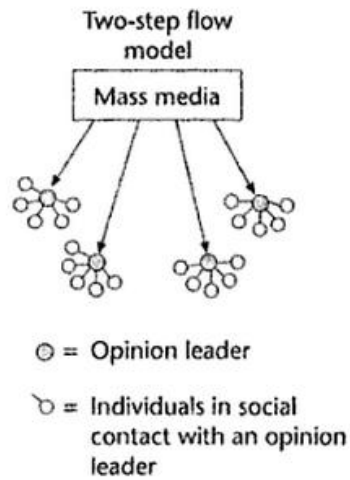 Two-step flow
model
Mass media
= Opinion leader
= Individuals in social
contact with an opinion
leader